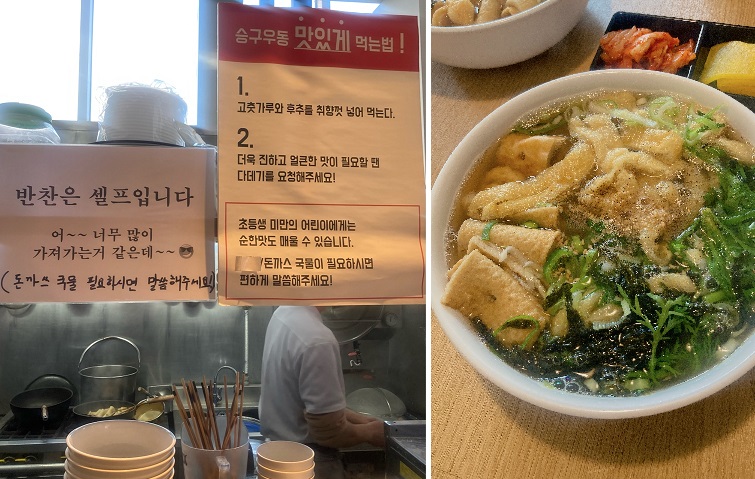 반찬은 셀프입니다
어~~ 너무 많이
가져가는거 같은데~~
(돈까스 국물 필요하시면 말씀해주세요)
승구우동 맛있게 먹는법!
1.
고춧가루와 후추를 취향껏 넣어 먹는다.
2.
더욱 진하고 얼큰한 맛이 필요할 땐
다데기를 요청해주세요!
초등생 미만의 어린이에게는
순한맛도 매울 수 있습니다.
/돈까스 국물이 필요하시면
편하게 말씀해주세요!